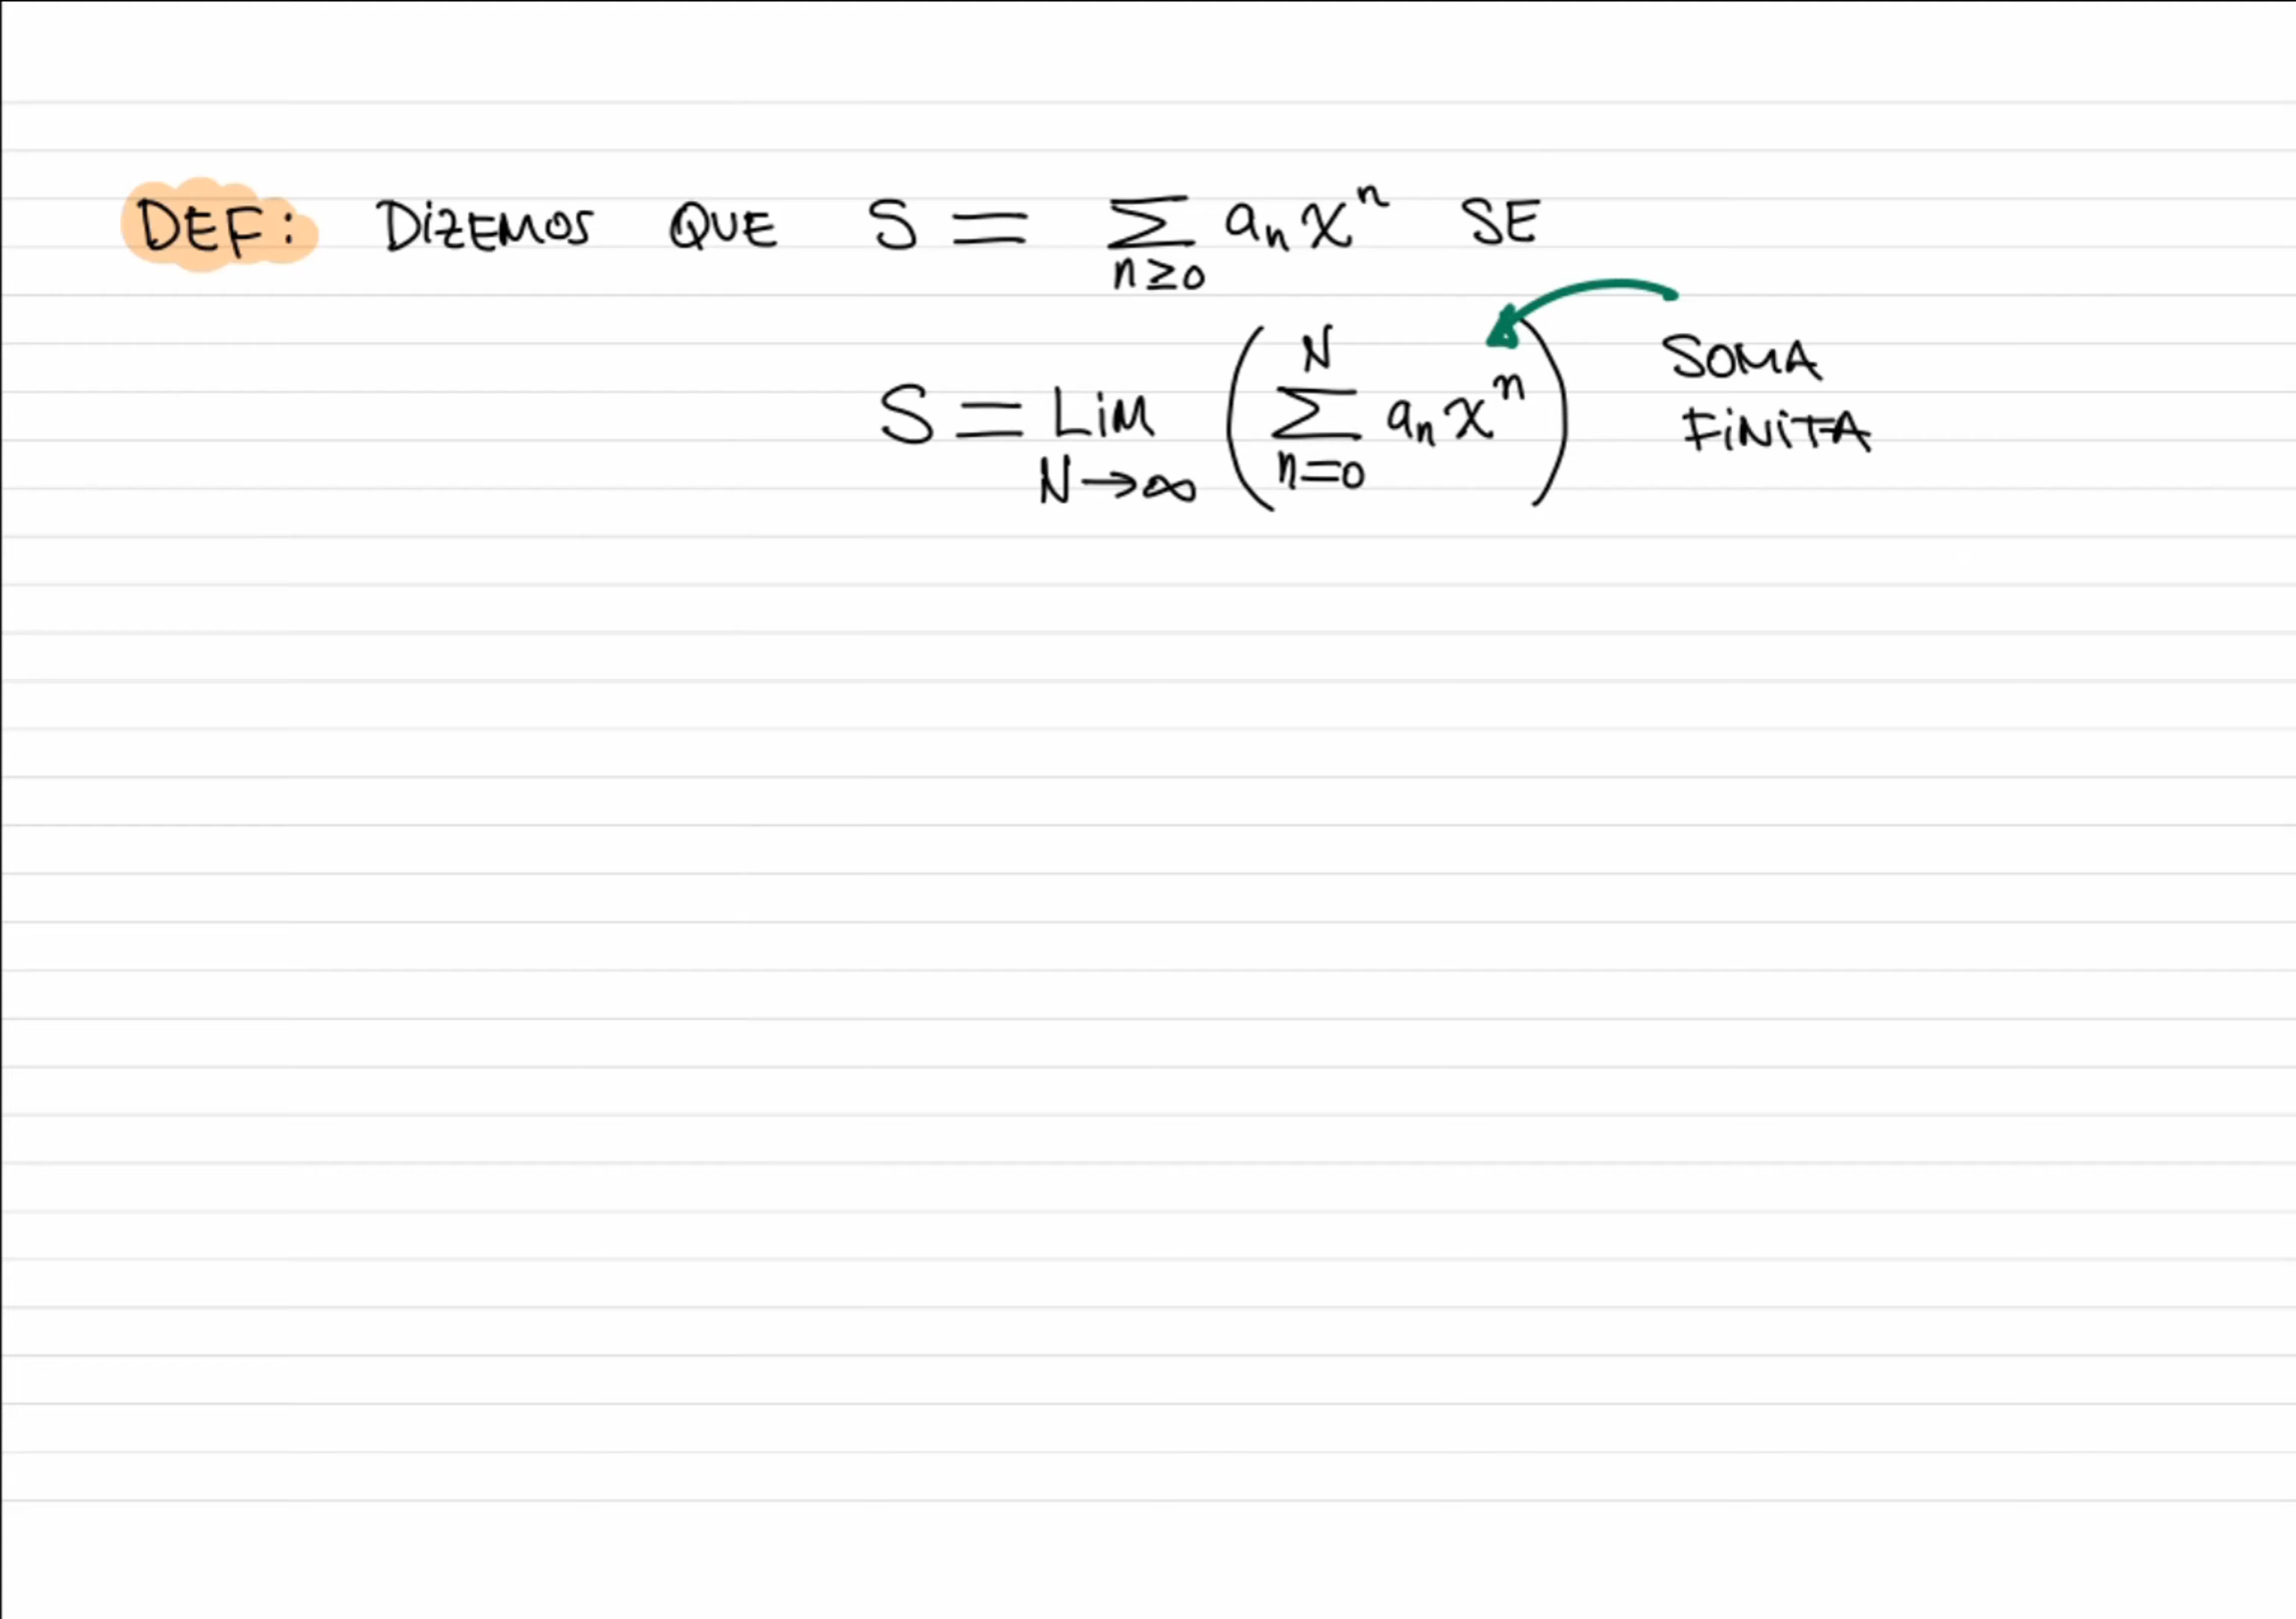 DEF: DIZEMOS QUE S = ∑_{n≥0} a_n x^n SE
S = LIM_{N→∞} ( ∑_{n=0}^{N} a_n x^n )
SOMA
FINITA